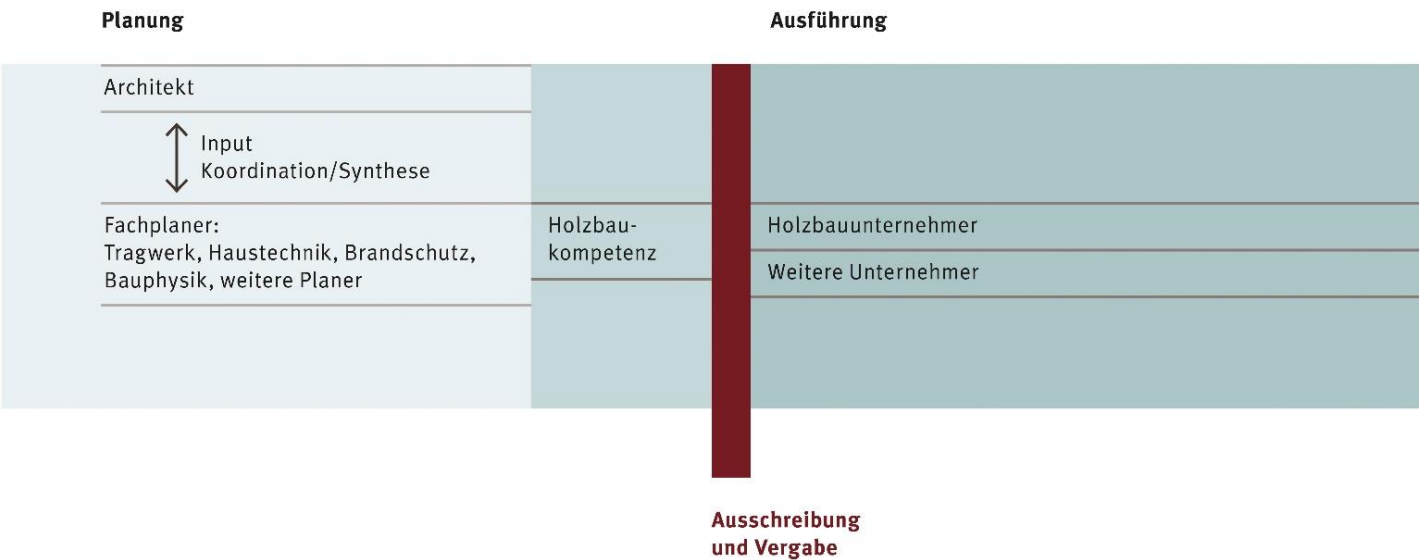 Planung
Ausführung
Architekt
Input
Koordination/Synthese
Fachplaner:
Tragwerk, Haustechnik, Brandschutz,
Bauphysik, weitere Planer
Holzbau-
kompetenz
Holzbauunternehmer
Weitere Unternehmer
Ausschreibung
und Vergabe